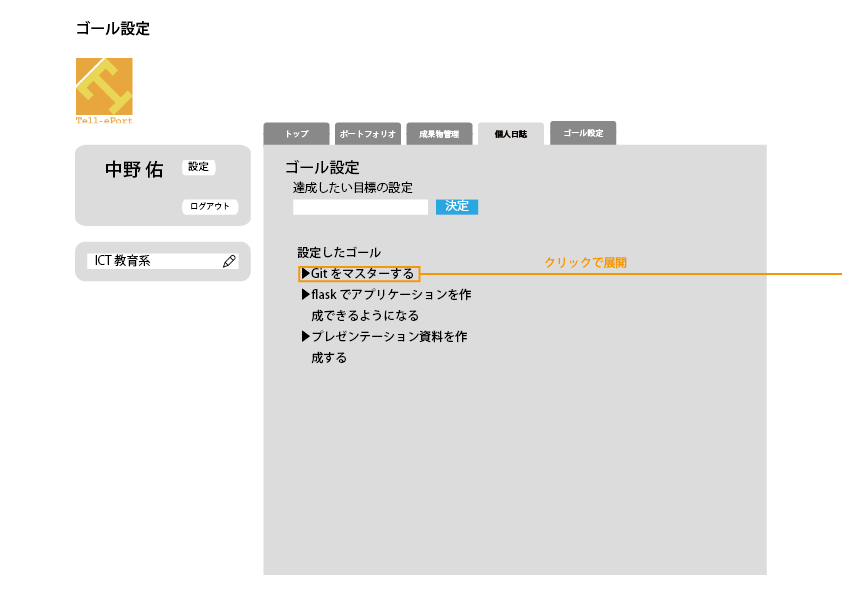 ゴール設定
Tell-ePort
トップ
ポートフォリオ
成果物管理
個人日誌
ゴール設定
中野 佑
設定
ログアウト
ICT 教育系
ゴール設定
達成したい目標の設定
決定
設定したゴール
クリックで展開
▶Git をマスターする
▶flask でアプリケーションを作
成できるようになる
▶プレゼンテーション資料を作
成する